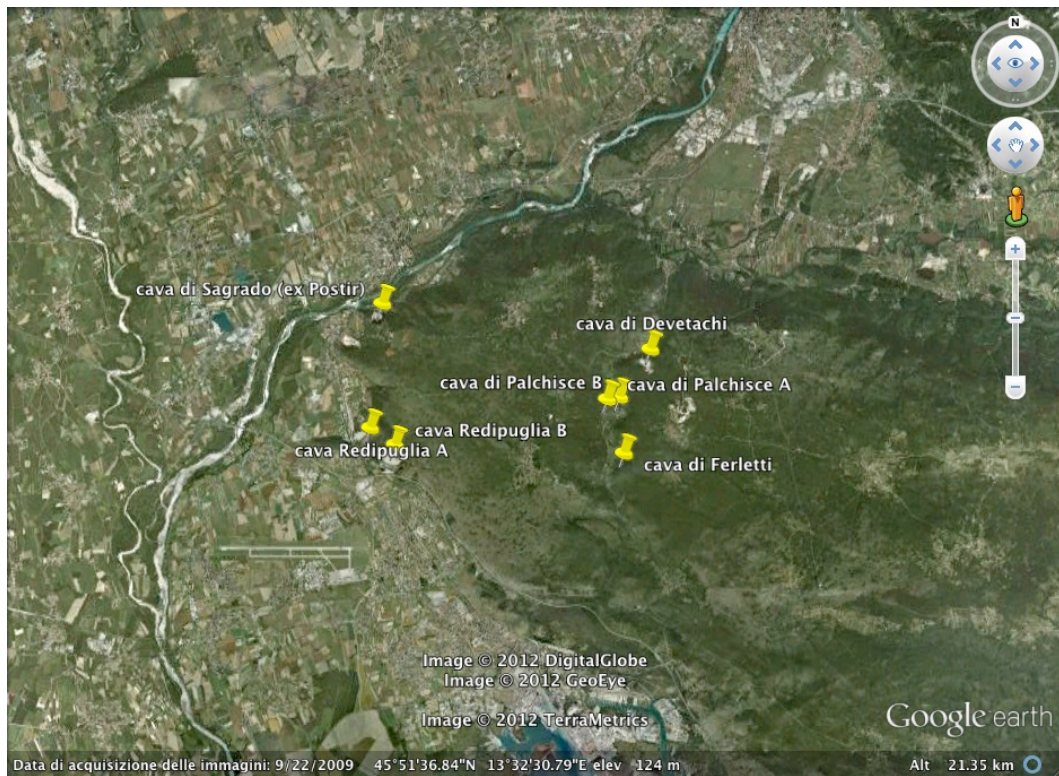 N
cava di Sagrado (ex Postir)
cava di Devetachi
cava di Palchisce B
cava di Palchisce A
cava Redipuglia B
cava Redipuglia A
cava di Ferletti
Image © 2012 DigitalGlobe
Image © 2012 GeoEye
Image © 2012 TerraMetrics
Google earth
Data di acquisizione delle immagini: 9/22/2009 45°51'36.84"N 13°32'30.79"E elev 124 m Alt 21.35 km